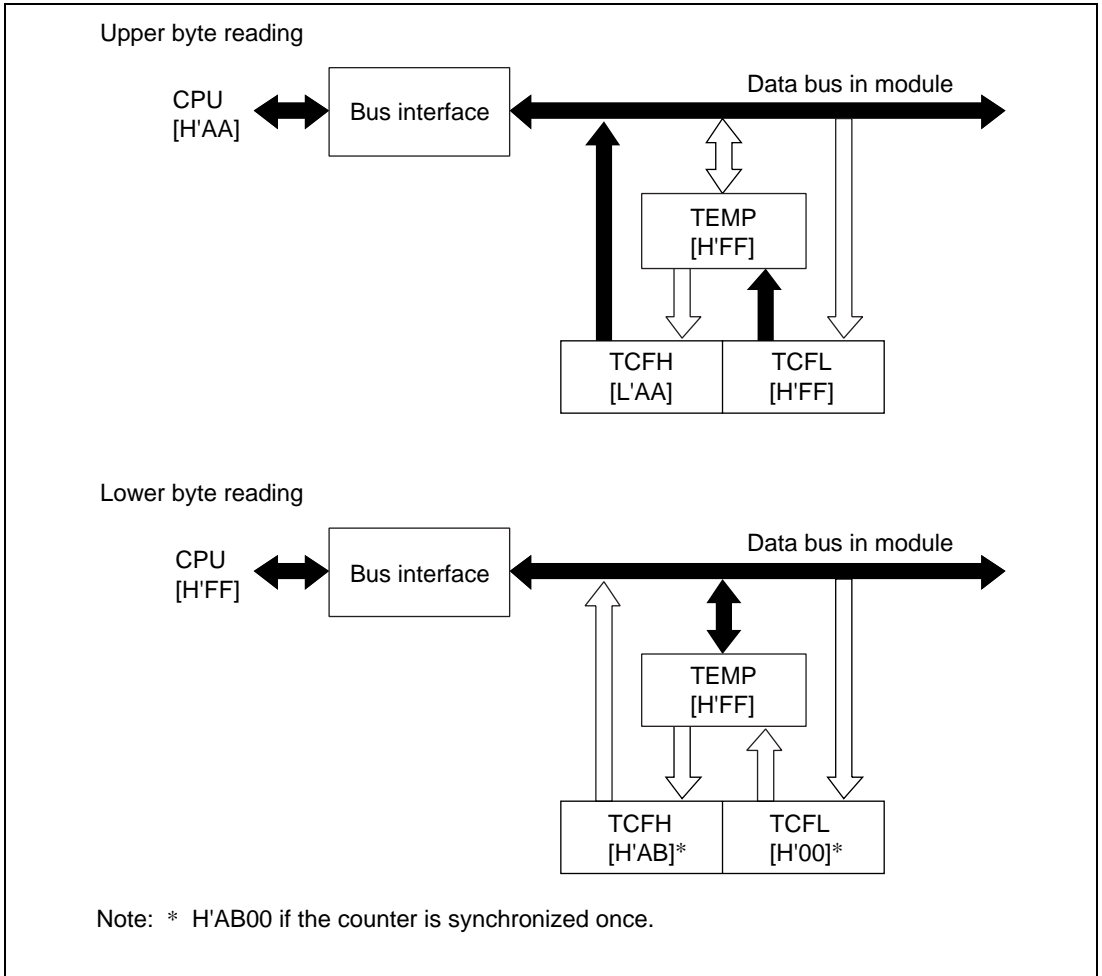 Upper byte reading
CPU
[H'AA]
Bus interface
Data bus in module
TEMP
[H'FF]
TCFH
[L'AA]
TCFL
[H'FF]
Lower byte reading
CPU
[H'FF]
Bus interface
Data bus in module
TEMP
[H'FF]
TCFH
[H'AB]*
TCFL
[H'00]*
Note: * H'AB00 if the counter is synchronized once.